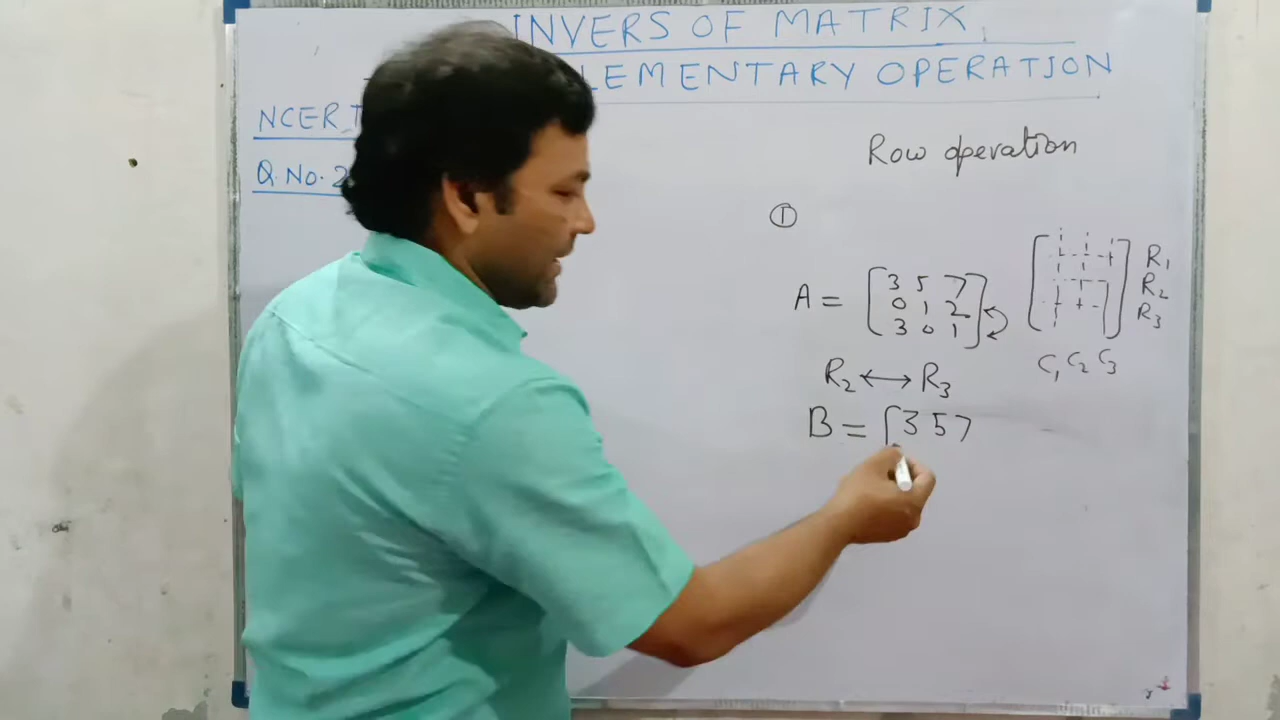 INVERS OF MATRIX
LEMENTARY OPERATION
NCERT
Q.No.2
Row operation
①
A = [3 5 7
0 1 2
3 0 1]
R1
R2
R3
C1 C2 C3
R2 ↔ R3
B = [3 5 7